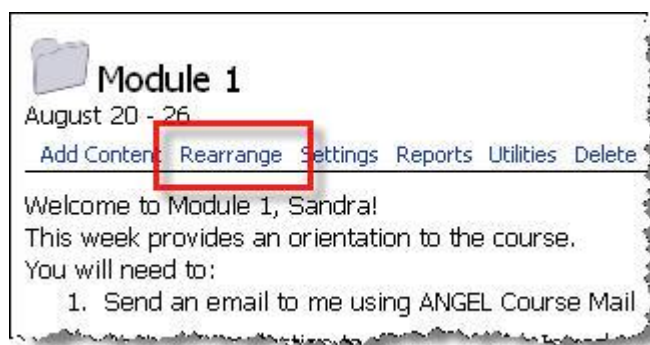 Module 1
August 20 - 26
Add Content Rearrange Settings Reports Utilities Delete
Welcome to Module 1, Sandra!
This week provides an orientation to the course.
You will need to:
1. Send an email to me using ANGEL Course Mail